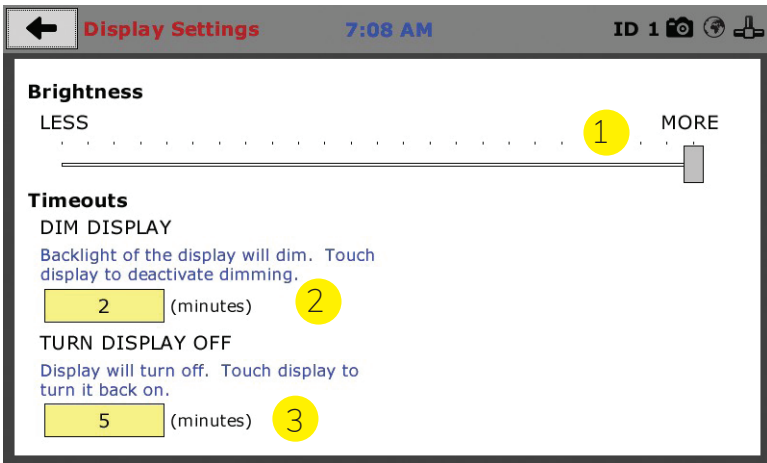 Display Settings 7:08 AM ID 1
Brightness
LESS MORE
1
Timeouts
DIM DISPLAY
Backlight of the display will dim. Touch
display to deactivate dimming.
2 (minutes) 2
TURN DISPLAY OFF
Display will turn off. Touch display to
turn it back on.
5 (minutes) 3